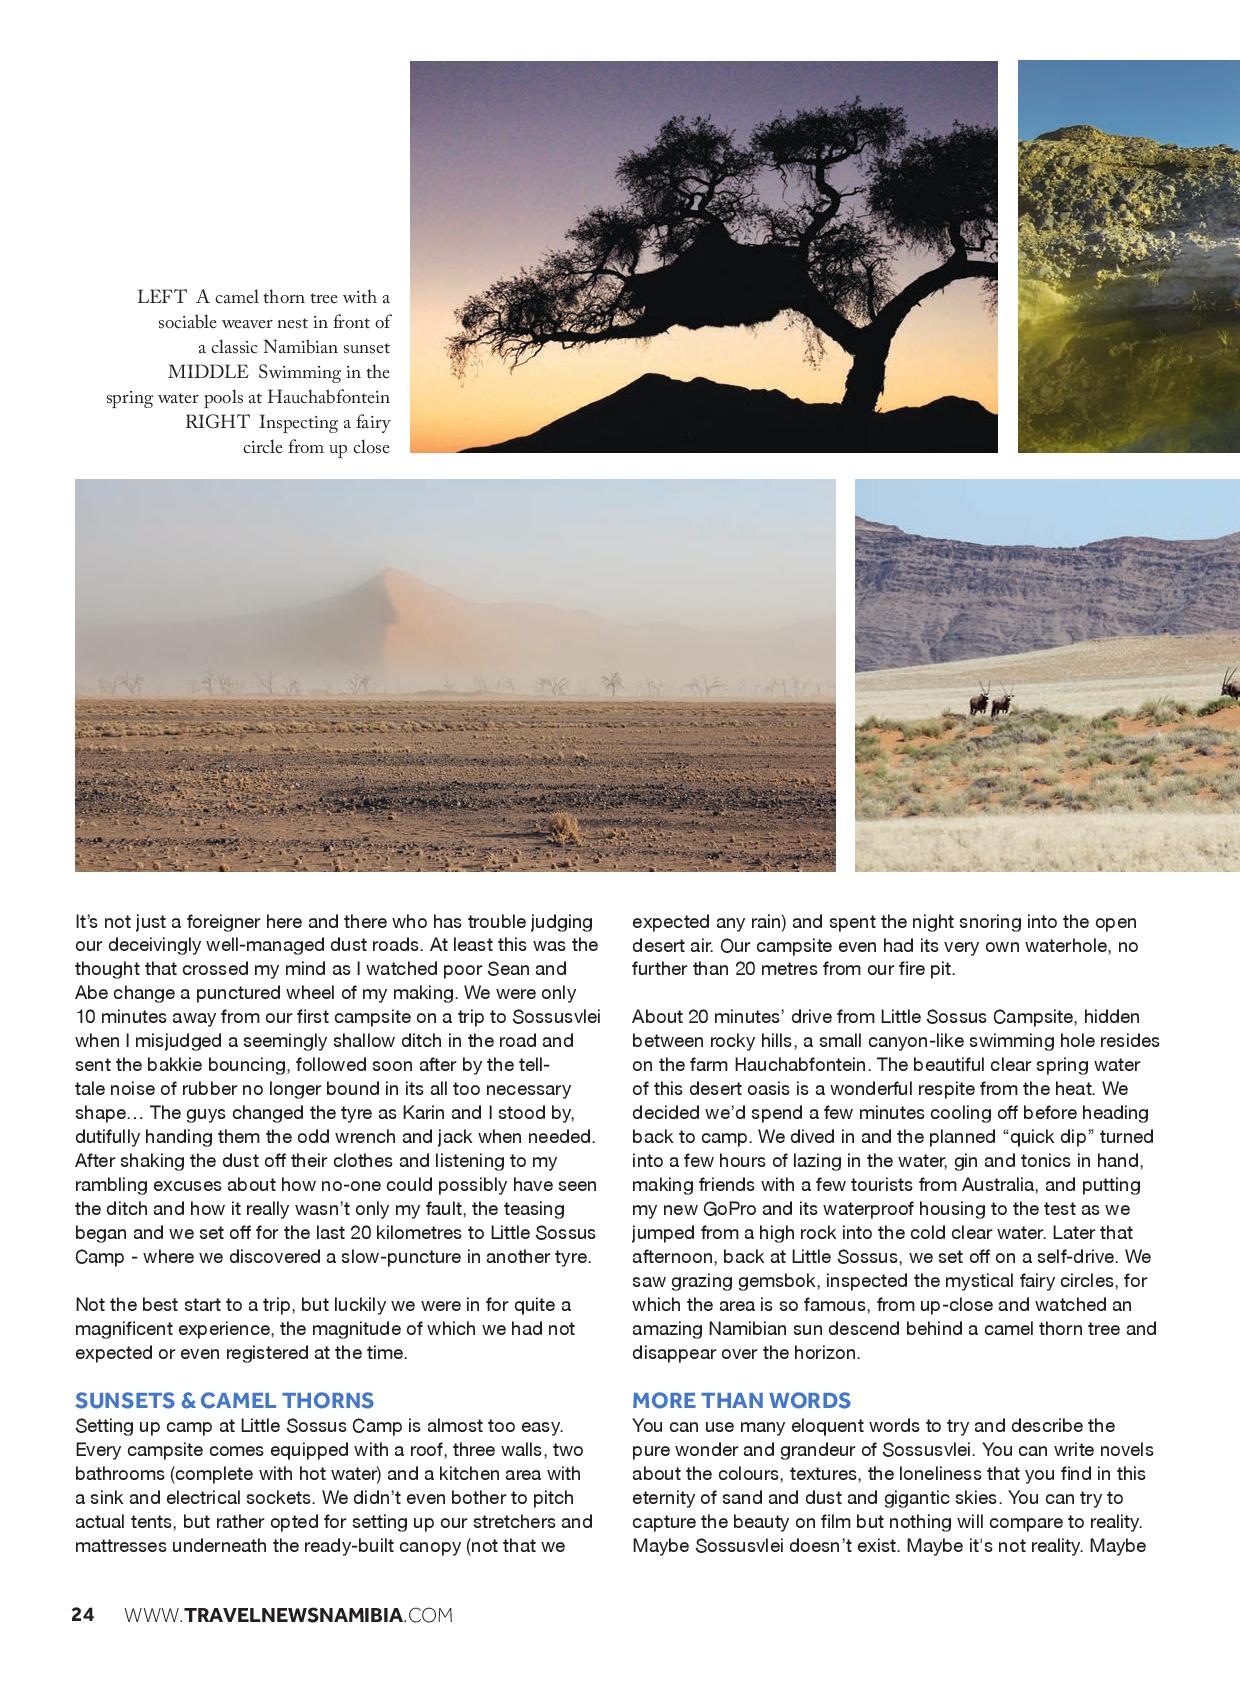 LEFT A camel thorn tree with a
sociable weaver nest in front of
a classic Namibian sunset
MIDDLE Swimming in the
spring water pools at Hauchabfontein
RIGHT Inspecting a fairy
circle from up close
It’s not just a foreigner here and there who has trouble judging
our deceivingly well-managed dust roads. At least this was the
thought that crossed my mind as I watched poor Sean and
Abe change a punctured wheel of my making. We were only
10 minutes away from our first campsite on a trip to Sossusvlei
when I misjudged a seemingly shallow ditch in the road and
sent the bakkie bouncing, followed soon after by the tell-
tale noise of rubber no longer bound in its all too necessary
shape… The guys changed the tyre as Karin and I stood by,
dutifully handing them the odd wrench and jack when needed.
After shaking the dust off their clothes and listening to my
rambling excuses about how no-one could possibly have seen
the ditch and how it really wasn’t only my fault, the teasing
began and we set off for the last 20 kilometres to Little Sossus
Camp - where we discovered a slow-puncture in another tyre.
Not the best start to a trip, but luckily we were in for quite a
magnificent experience, the magnitude of which we had not
expected or even registered at the time.
SUNSETS & CAMEL THORNS
Setting up camp at Little Sossus Camp is almost too easy.
Every campsite comes equipped with a roof, three walls, two
bathrooms (complete with hot water) and a kitchen area with
a sink and electrical sockets. We didn’t even bother to pitch
actual tents, but rather opted for setting up our stretchers and
mattresses underneath the ready-built canopy (not that we
expected any rain) and spent the night snoring into the open
desert air. Our campsite even had its very own waterhole, no
further than 20 metres from our fire pit.
About 20 minutes’ drive from Little Sossus Campsite, hidden
between rocky hills, a small canyon-like swimming hole resides
on the farm Hauchabfontein. The beautiful clear spring water
of this desert oasis is a wonderful respite from the heat. We
decided we’d spend a few minutes cooling off before heading
back to camp. We dived in and the planned “quick dip” turned
into a few hours of lazing in the water, gin and tonics in hand,
making friends with a few tourists from Australia, and putting
my new GoPro and its waterproof housing to the test as we
jumped from a high rock into the cold clear water. Later that
afternoon, back at Little Sossus, we set off on a self-drive. We
saw grazing gemsbok, inspected the mystical fairy circles, for
which the area is so famous, from up-close and watched an
amazing Namibian sun descend behind a camel thorn tree and
disappear over the horizon.
MORE THAN WORDS
You can use many eloquent words to try and describe the
pure wonder and grandeur of Sossusvlei. You can write novels
about the colours, textures, the loneliness that you find in this
eternity of sand and dust and gigantic skies. You can try to
capture the beauty on film but nothing will compare to reality.
Maybe Sossusvlei doesn’t exist. Maybe it's not reality. Maybe
24 WWW.TRAVELNEWSNAMIBIA.COM